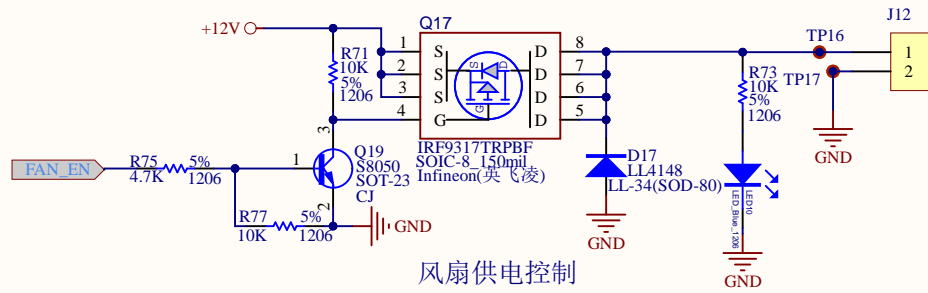 Q17
J12
+12V
R71
10K
5%
1206
1 S D 8
2 S D 7
3 S D 6
4 G D 5
S D
G
TP16
TP17
1
2
R73
10K
5%
1206
GND
IRF9317TRPBF
SOIC-8_150mil
Infineon(英飞凌)
FAN_EN
R75 5%
4.7K 1206
3
1
2
Q19
S8050
SOT-23
CJ
R77 5%
10K 1206
GND
D17
LL4148
LL-34(SOD-80)
GND
LED10
LED_Blue_1206
GND
风扇供电控制